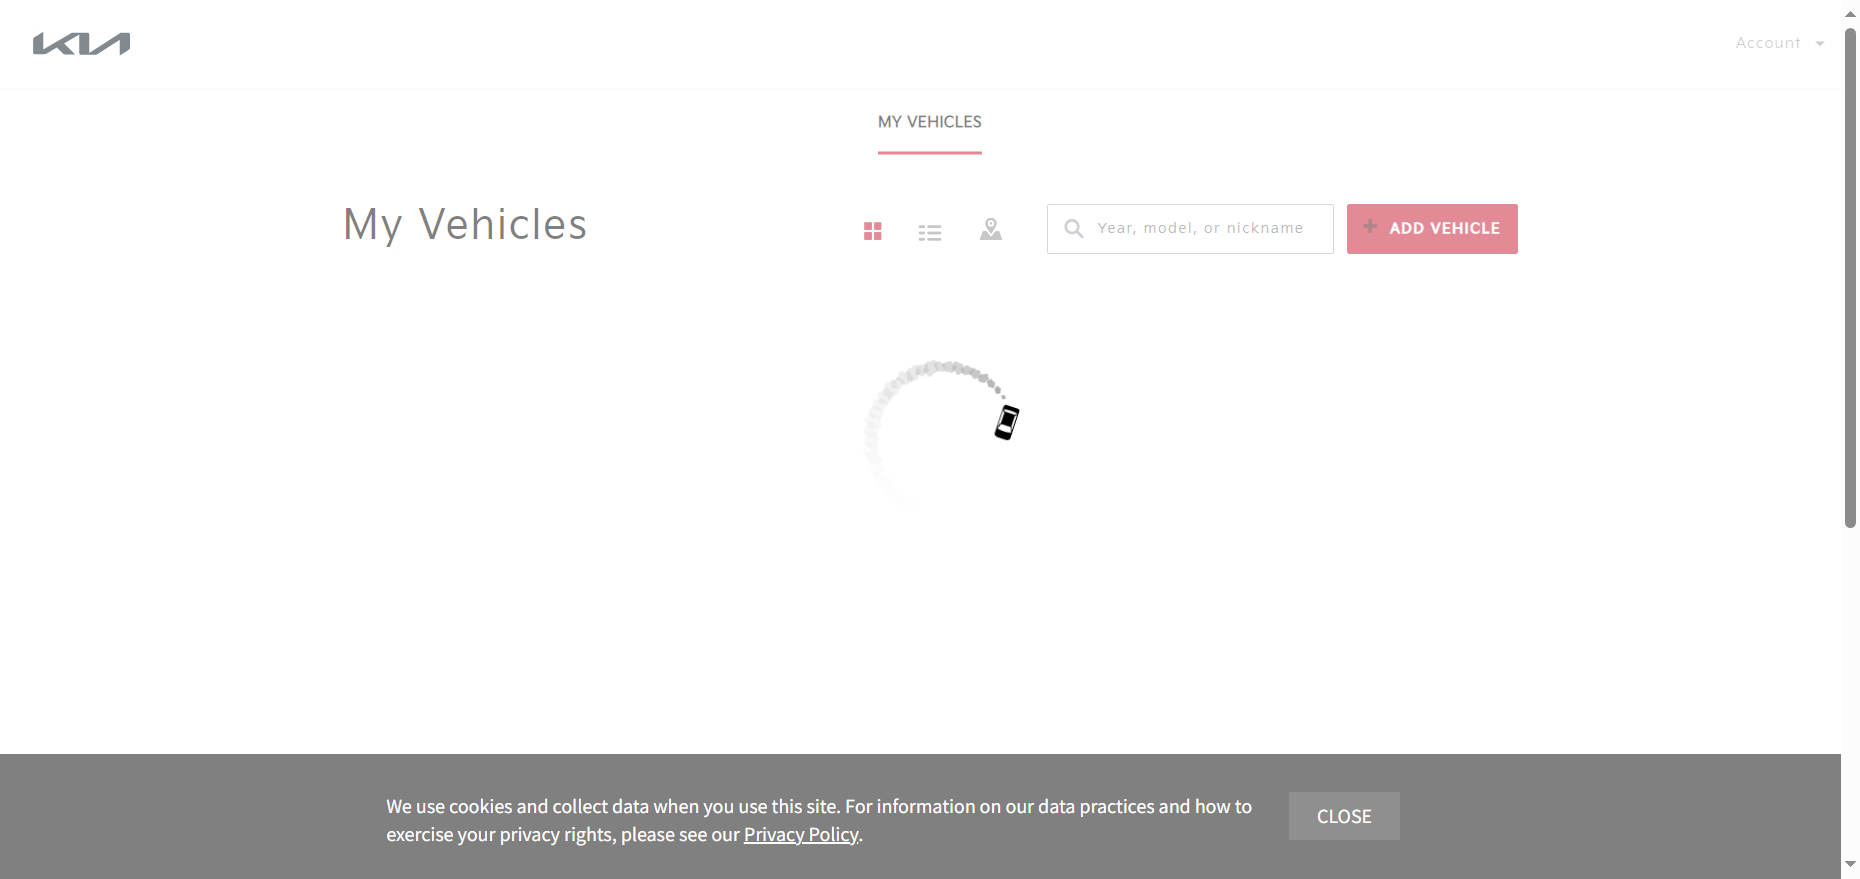 KIA
Account
MY VEHICLES
My Vehicles
Year, model, or nickname
ADD VEHICLE
We use cookies and collect data when you use this site. For information on our data practices and how to
exercise your privacy rights, please see our Privacy Policy.
CLOSE